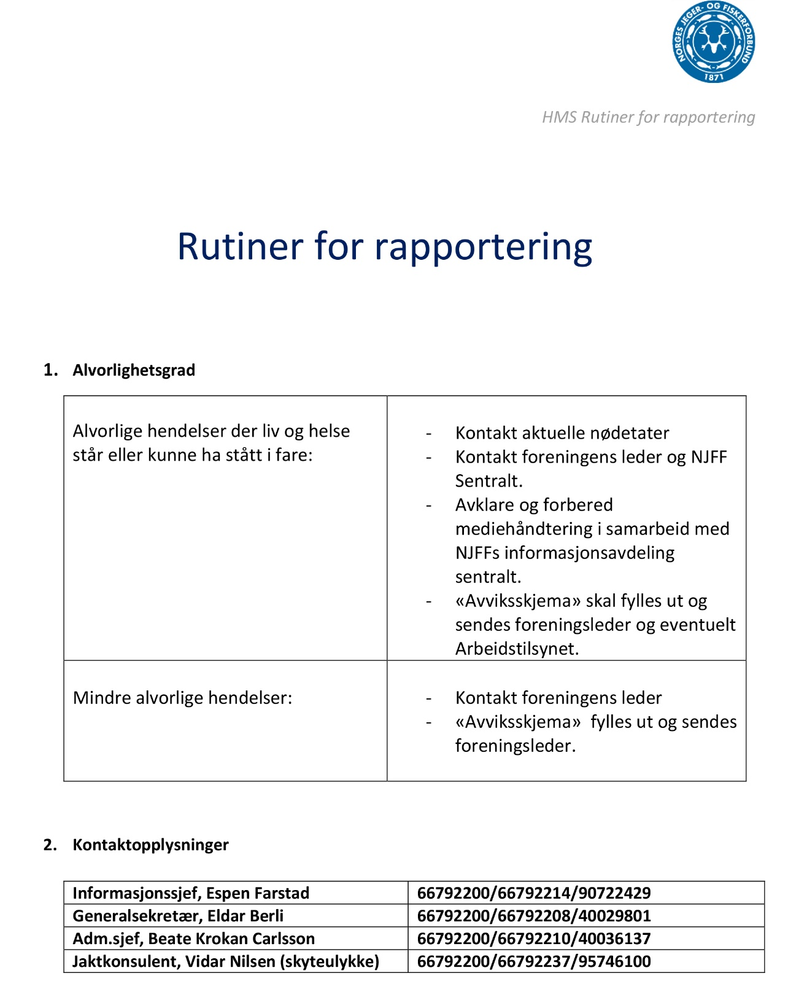 NORGES JEGER- OG FISKERFORBUND
1871
HMS Rutiner for rapportering
Rutiner for rapportering
1. Alvorlighetsgrad
Alvorlige hendelser der liv og helse
står eller kunne ha stått i fare:
- Kontakt aktuelle nødetater
- Kontakt foreningens leder og NJFF
Sentralt.
- Avklare og forbered
mediehåndtering i samarbeid med
NJFFs informasjonsavdeling
sentralt.
- «Avviksskjema» skal fylles ut og
sendes foreningsleder og eventuelt
Arbeidstilsynet.
Mindre alvorlige hendelser:
- Kontakt foreningens leder
- «Avviksskjema»  fylles ut og sendes
foreningsleder.
2. Kontaktopplysninger
Informasjonssjef, Espen Farstad 66792200/66792214/90722429
Generalsekretær, Eldar Berli 66792200/66792208/40029801
Adm.sjef, Beate Krokan Carlsson 66792200/66792210/40036137
Jaktkonsulent, Vidar Nilsen (skyteulykke) 66792200/66792237/95746100